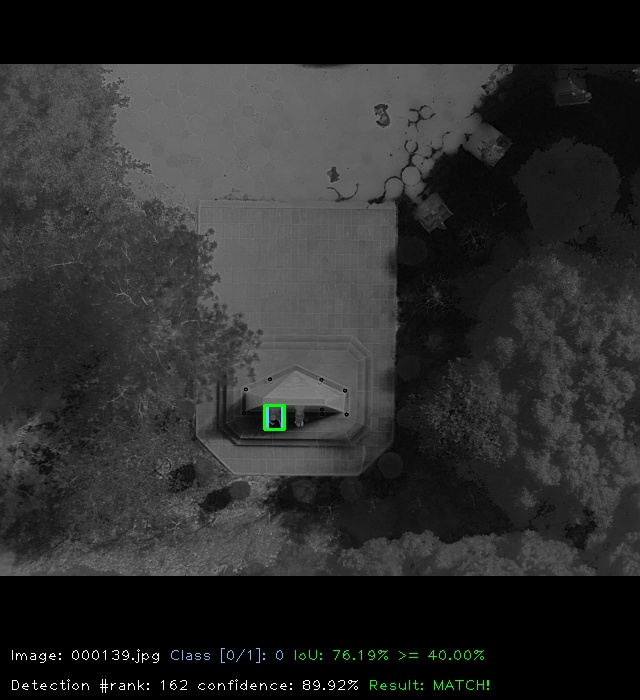 Image: 000139.jpg Class [0/1]: 0 IoU: 76.19% >= 40.00%
Detection #rank: 162 confidence: 89.92% Result: MATCH!